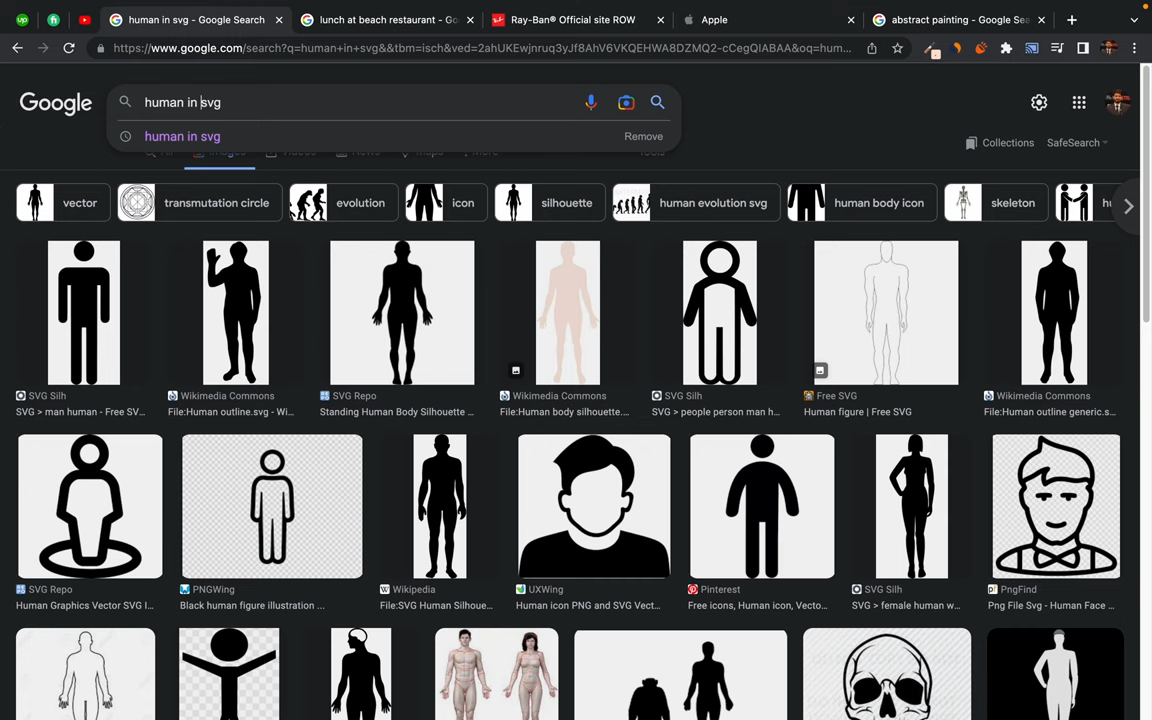 human in svg - Google Search
lunch at beach restaurant - Go
Ray-Ban® Official site ROW
Apple
abstract painting - Google Sea
https://www.google.com/search?q=human+in+svg&&tbm=isch&ved=2ahUKEwjnruq3yJf8AhV6VKQEHWA8DZMQ2-cCegQIABAA&oq=hum...
Google
human in svg
human in svg
Remove
Collections
SafeSearch
vector
transmutation circle
evolution
icon
silhouette
human evolution svg
human body icon
skeleton
SVG Silh
SVG > man human - Free SV...
Wikimedia Commons
File:Human outline.svg - Wi...
SVG Repo
Standing Human Body Silhouette ...
Wikimedia Commons
File:Human body silhouette....
SVG Silh
SVG > people person man h...
Free SVG
Human figure | Free SVG
Wikimedia Commons
File:Human outline generic.s...
SVG Repo
Human Graphics Vector SVG I...
PNGWing
Black human figure illustration ...
Wikipedia
File:SVG Human Silhoue...
UXWing
Human icon PNG and SVG Vect...
Pinterest
Free icons, Human icon, Vecto...
SVG Silh
SVG > female human w...
PngFind
Png File Svg - Human Face ...